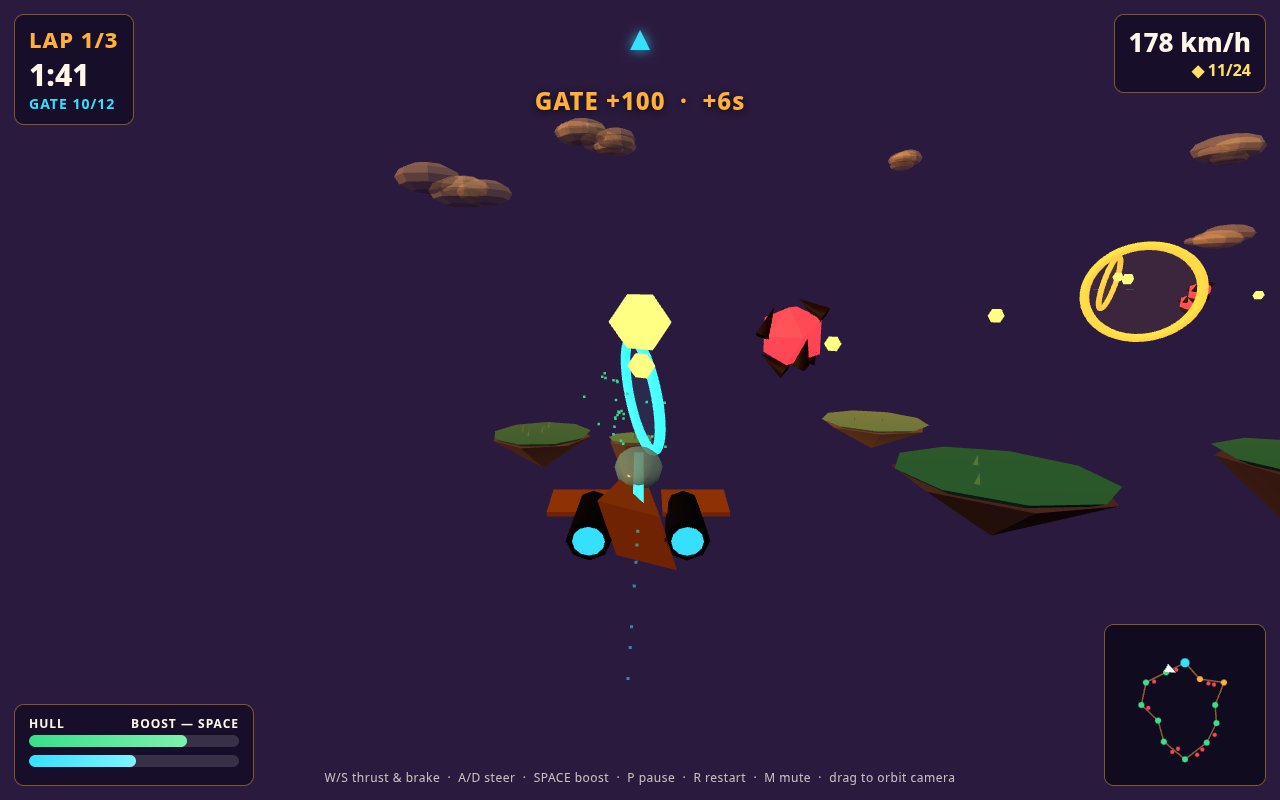 LAP 1/3
1:41
GATE 10/12
GATE +100 · +6s
178 km/h
◆ 11/24
HULL BOOST — SPACE
W/S thrust & brake · A/D steer · SPACE boost · P pause · R restart · M mute · drag to orbit camera